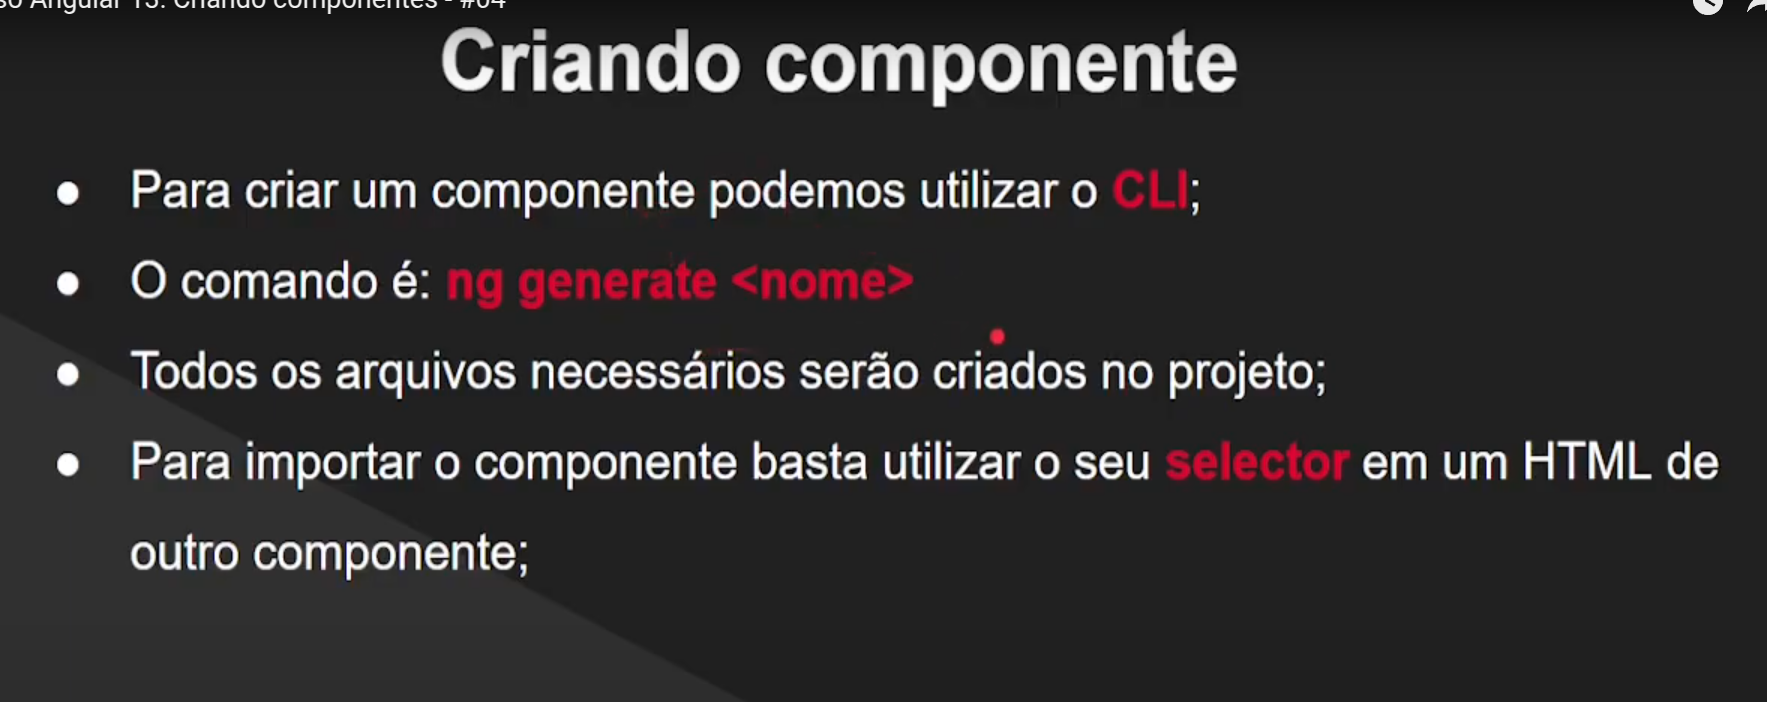 Angular 13: Criando componentes - #04
Criando componente
● Para criar um componente podemos utilizar o CLI;
● O comando é: ng generate <nome>
● Todos os arquivos necessários serão criados no projeto;
● Para importar o componente basta utilizar o seu selector em um HTML de
outro componente;